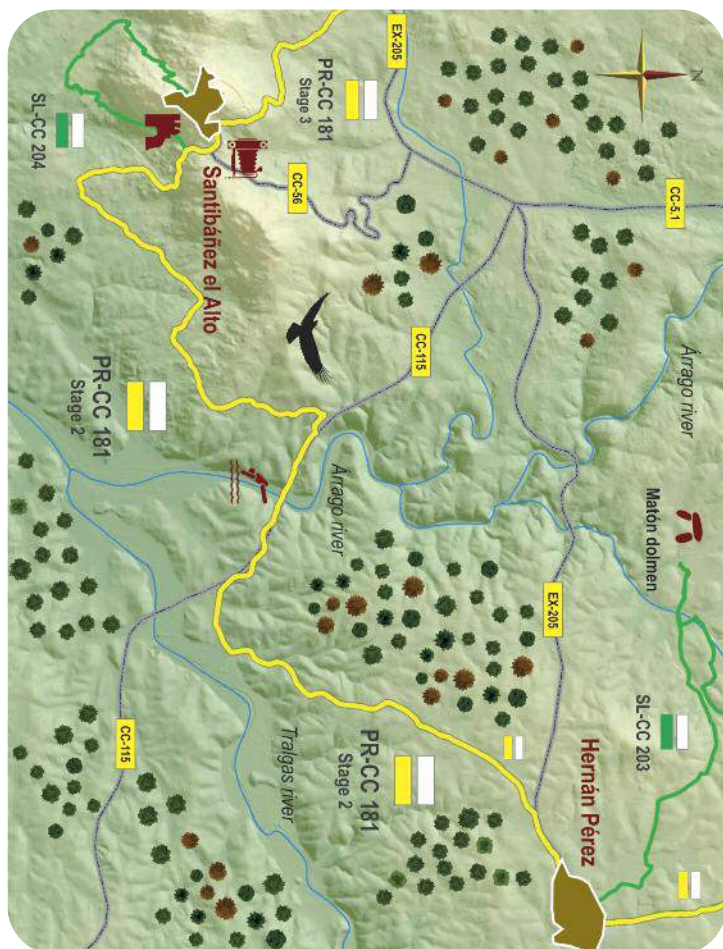 N
Árrago river
CC-5.1
Matón dolmen
SL-CC 203
Hernán Pérez
EX-205
CC-115
EX-205
PR-CC 181
Stage 2
Árrago river
PR-CC 181
Stage 3
CC-56
Tralgas river
Santibáñez el Alto
CC-115
PR-CC 181
Stage 2
SL-CC 204